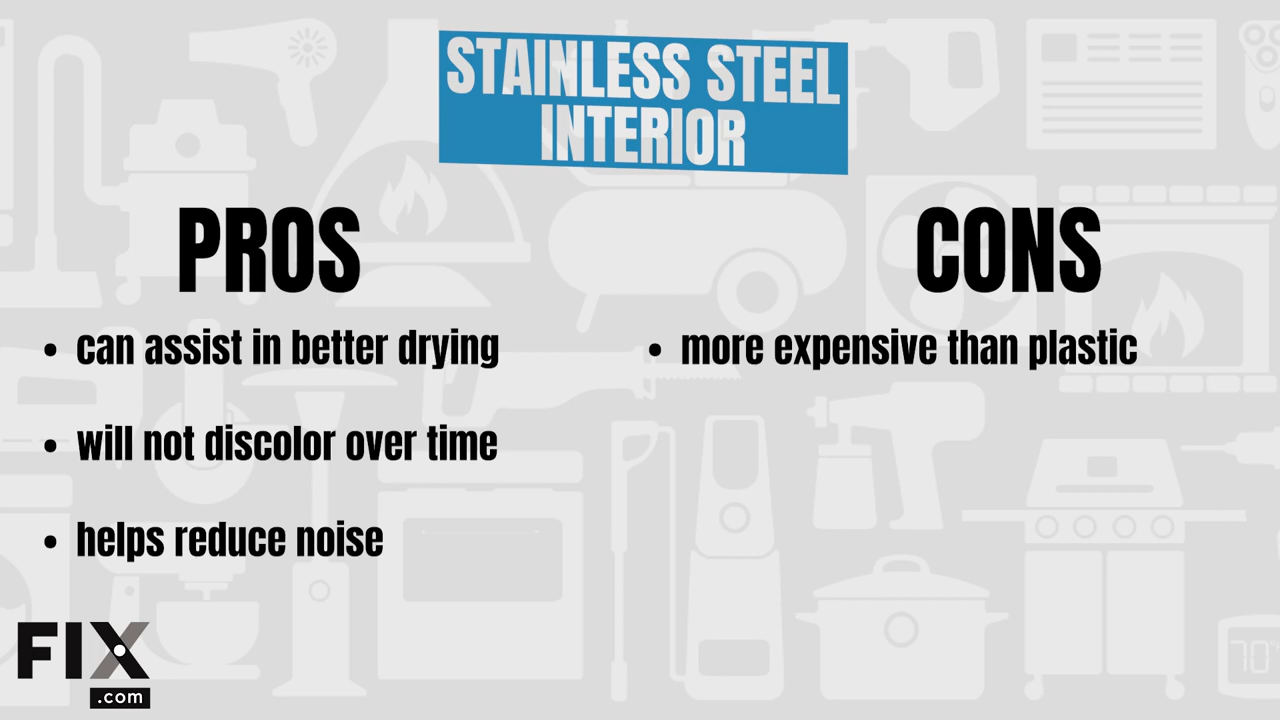 STAINLESS STEEL
INTERIOR
PROS
• can assist in better drying
• will not discolor over time
• helps reduce noise
CONS
• more expensive than plastic
FIX
.com
70°